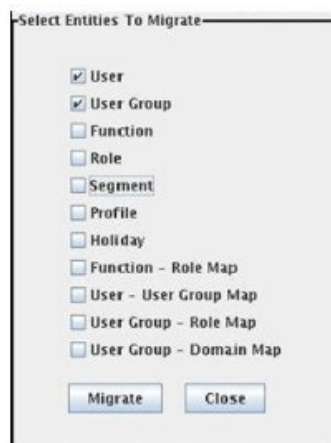 Select Entities To Migrate
User
User Group
Function
Role
Segment
Profile
Holiday
Function - Role Map
User - User Group Map
User Group - Role Map
User Group - Domain Map
Migrate Close